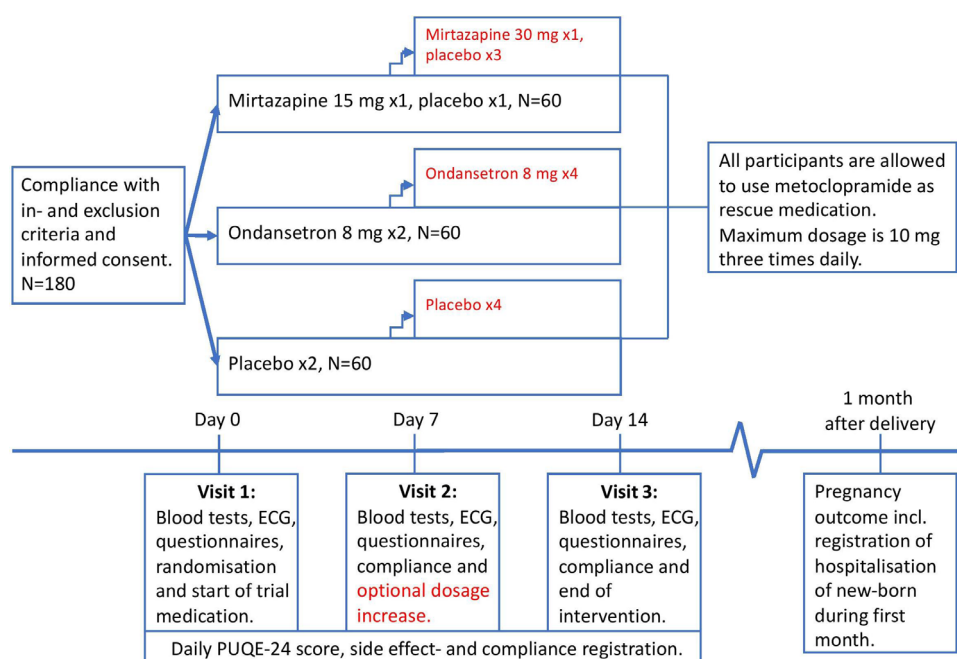 Mirtazapine 30 mg x1,
placebo x3
Mirtazapine 15 mg x1, placebo x1, N=60
Compliance with
in- and exclusion
criteria and
informed consent.
N=180
Ondansetron 8 mg x4
Ondansetron 8 mg x2, N=60
All participants are allowed
to use metoclopramide as
rescue medication.
Maximum dosage is 10 mg
three times daily.
Placebo x4
Placebo x2, N=60
Day 0
Day 7
Day 14
1 month
after delivery
Visit 1:
Blood tests, ECG,
questionnaires,
randomisation
and start of trial
medication.
Visit 2:
Blood tests, ECG,
questionnaires,
compliance and
optional dosage
increase.
Visit 3:
Blood tests, ECG,
questionnaires,
compliance and
end of
intervention.
Pregnancy
outcome incl.
registration of
hospitalisation
of new-born
during first
month.
Daily PUQE-24 score, side effect- and compliance registration.